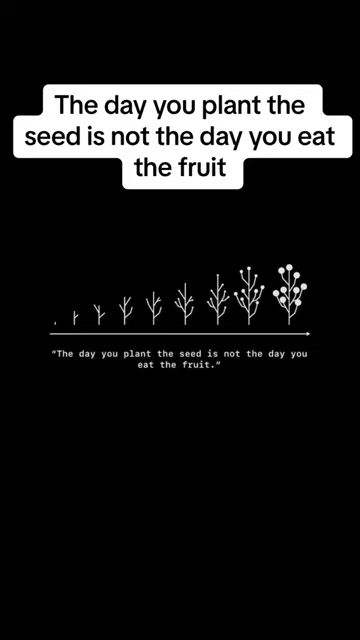 The day you plant the
seed is not the day you eat
the fruit
"The day you plant the seed is not the day you
eat the fruit."